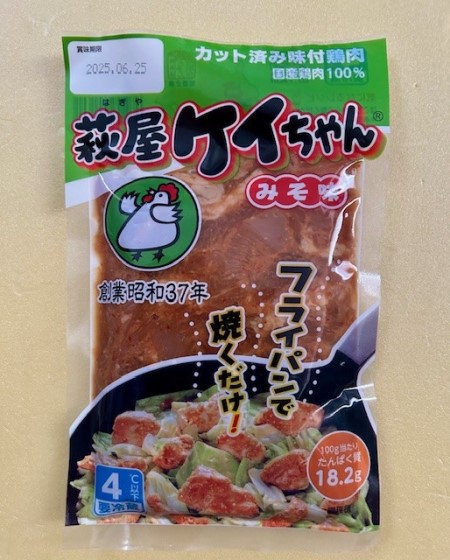 賞味期限
2025.06.25
カット済み味付鶏肉
国産鶏肉100%
はぎや
萩屋ケイちゃん®
みそ味
創業昭和37年
フライパンで
焼くだけ!
100g当たり
たんぱく質
18.2g
4℃以下
要冷蔵